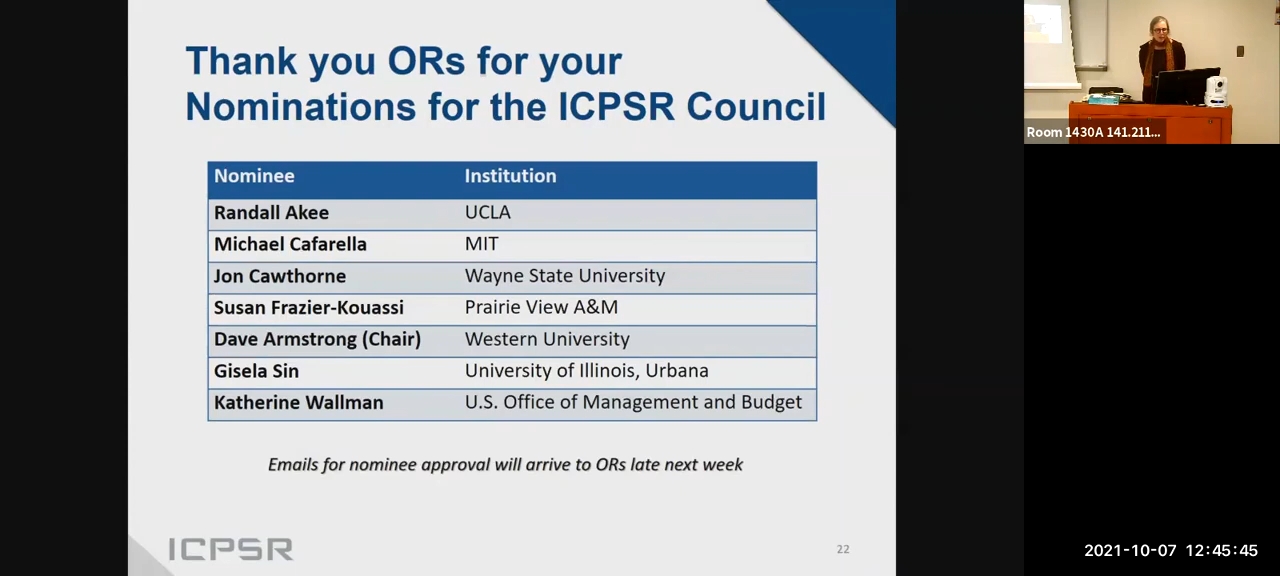 Thank you ORs for your
Nominations for the ICPSR Council
Nominee Institution
Randall Akee UCLA
Michael Cafarella MIT
Jon Cawthorne Wayne State University
Susan Frazier-Kouassi Prairie View A&M
Dave Armstrong (Chair) Western University
Gisela Sin University of Illinois, Urbana
Katherine Wallman U.S. Office of Management and Budget
Emails for nominee approval will arrive to ORs late next week
ICPSR
22
Room 1430A 141.211...
2021-10-07 12:45:45